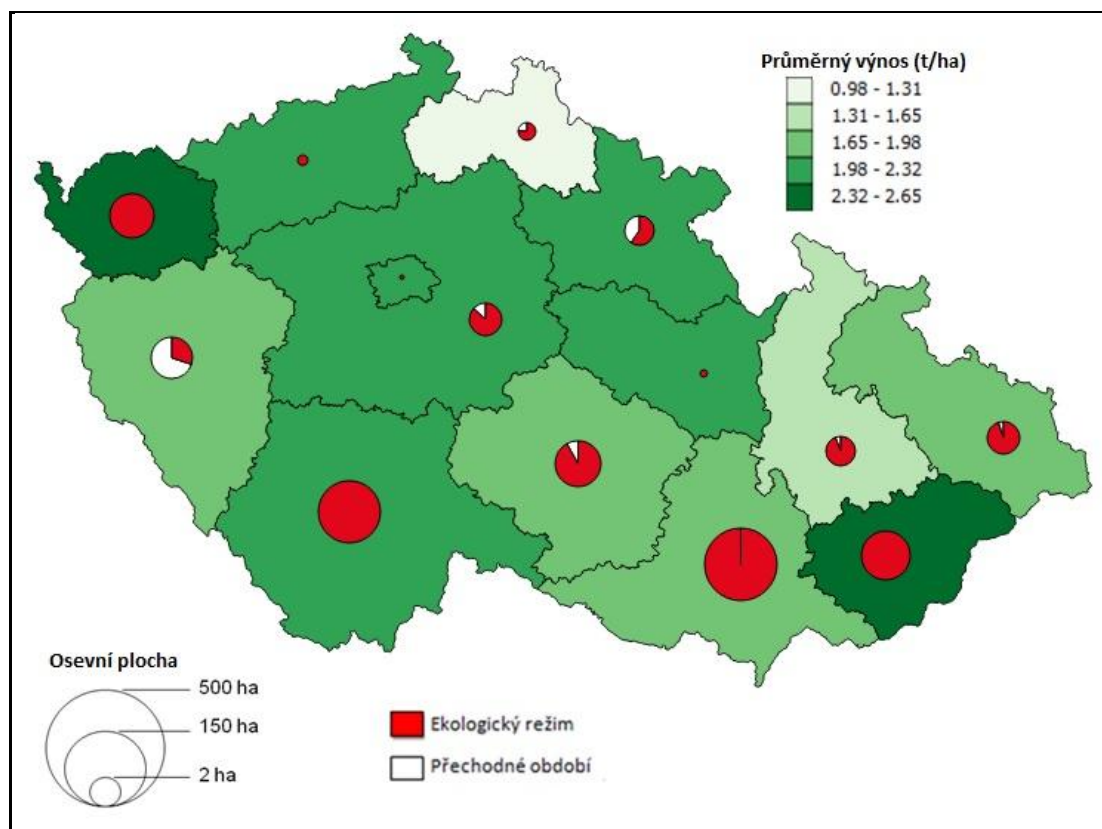 Průměrný výnos (t/ha)
0.98 - 1.31
1.31 - 1.65
1.65 - 1.98
1.98 - 2.32
2.32 - 2.65
Osevní plocha
500 ha
150 ha
2 ha
Ekologický režim
Přechodné období